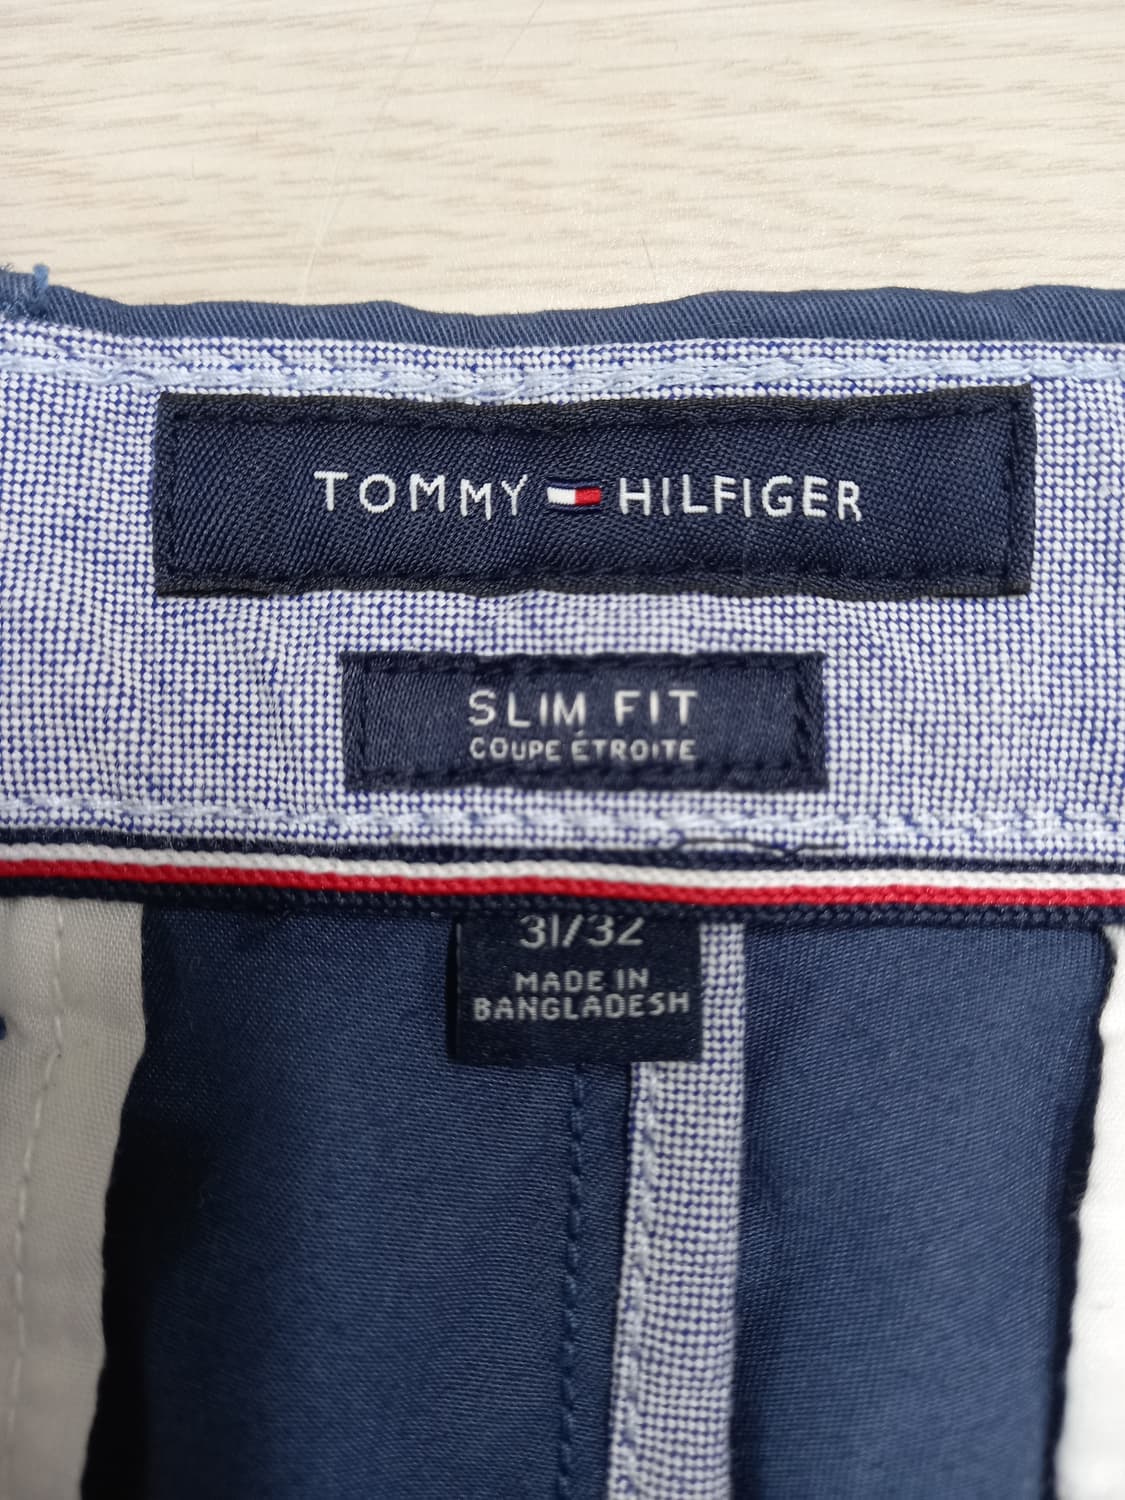 TOMMY HILFIGER
SLIM FIT
COUPE ÉTROITE
31/32
MADE IN
BANGLADESH